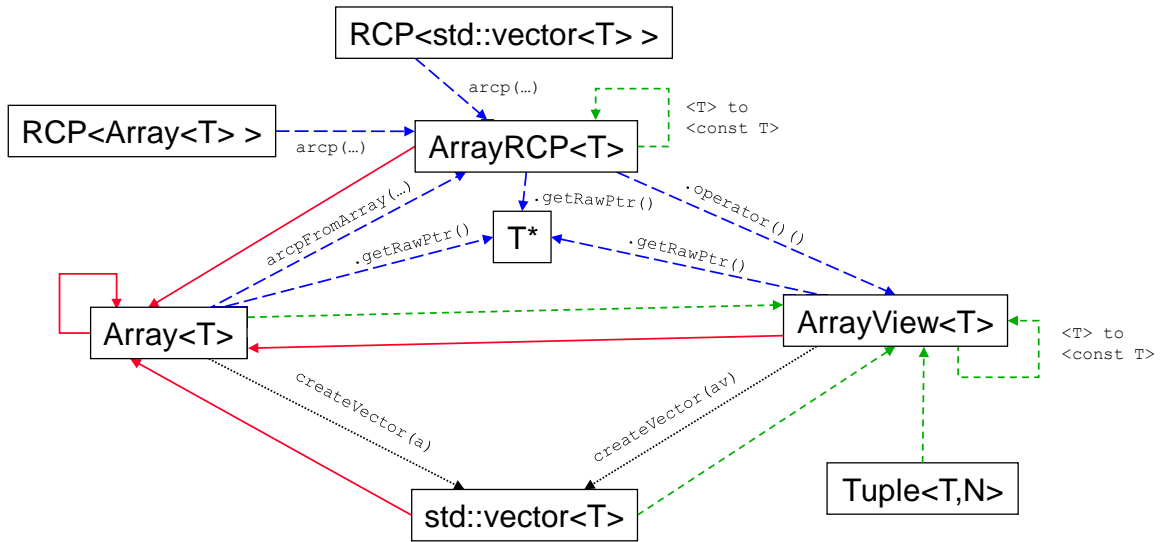 RCP<std::vector<T> >
arcp(…)
<T> to
<const T>
RCP<Array<T> >
arcp(…)
ArrayRCP<T>
arcpFromArray(…)
.getRawPtr()
.operator()()
.getRawPtr()
T*
.getRawPtr()
Array<T>
ArrayView<T>
<T> to
<const T>
createVector(a)
createVector(av)
Tuple<T,N>
std::vector<T>